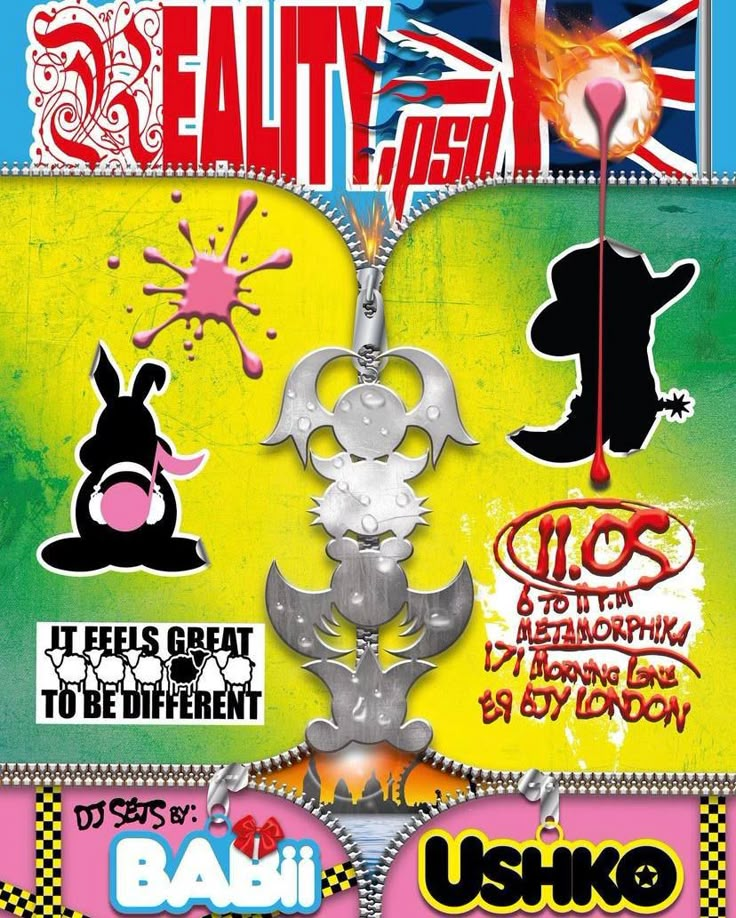 REALITY
.psd
11.05
6 TO 11 P.M
METAMORPHIKA
171 MORNING LANE
E9 6JY LONDON
IT FEELS GREAT
TO BE DIFFERENT
DJ SETS BY:
BABii
USHKO